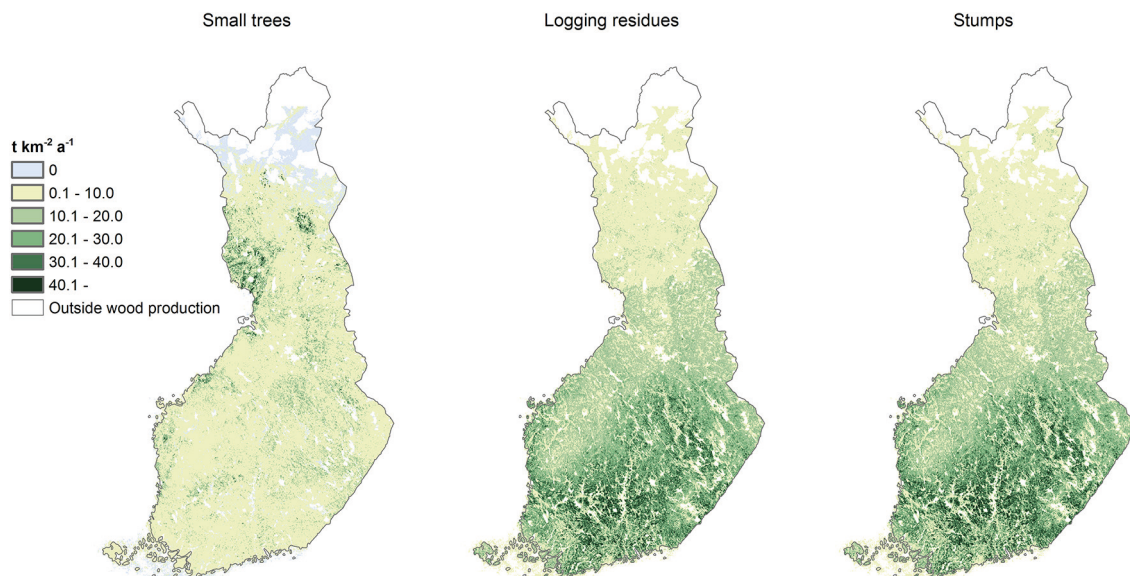 Small trees
Logging residues
Stumps
t km⁻² a⁻¹
0
0.1 - 10.0
10.1 - 20.0
20.1 - 30.0
30.1 - 40.0
40.1 -
Outside wood production